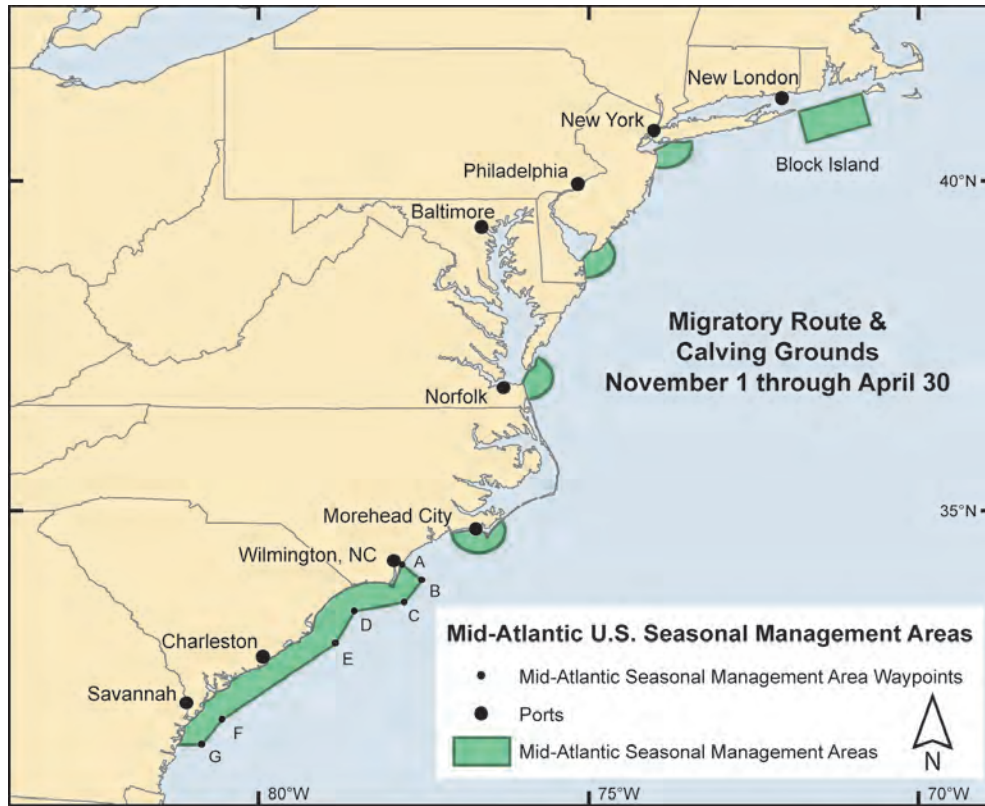 New London
New York
Block Island
Philadelphia
40°N
Baltimore
Migratory Route &
Calving Grounds
November 1 through April 30
Norfolk
35°N
Morehead City
Wilmington, NC
A
B
C
D
E
Charleston
Savannah
F
G
Mid-Atlantic U.S. Seasonal Management Areas
Mid-Atlantic Seasonal Management Area Waypoints
Ports
Mid-Atlantic Seasonal Management Areas
N
80°W
75°W
70°W